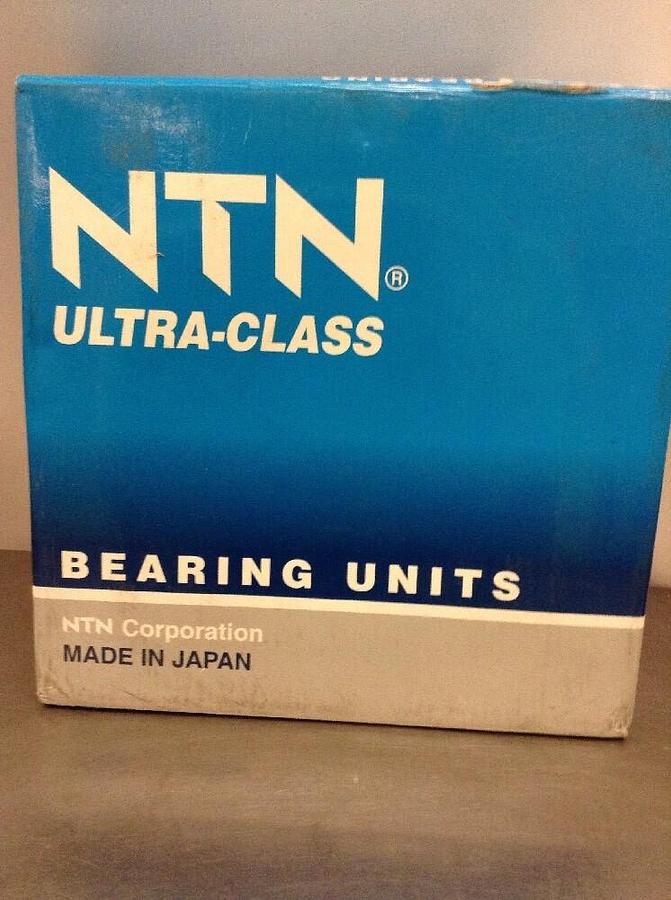 NTN®
ULTRA-CLASS
BEARING UNITS
NTN Corporation
MADE IN JAPAN